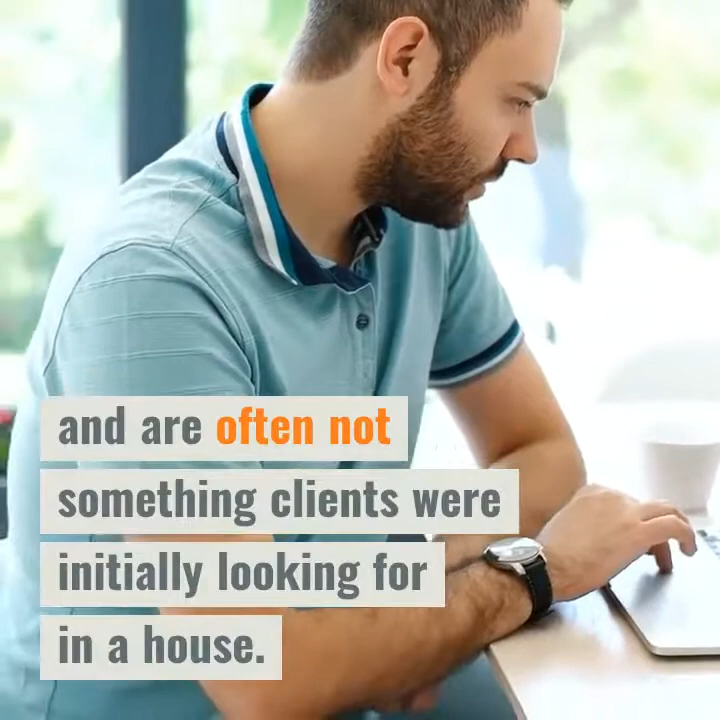 and are often not
something clients were
initially looking for
in a house.